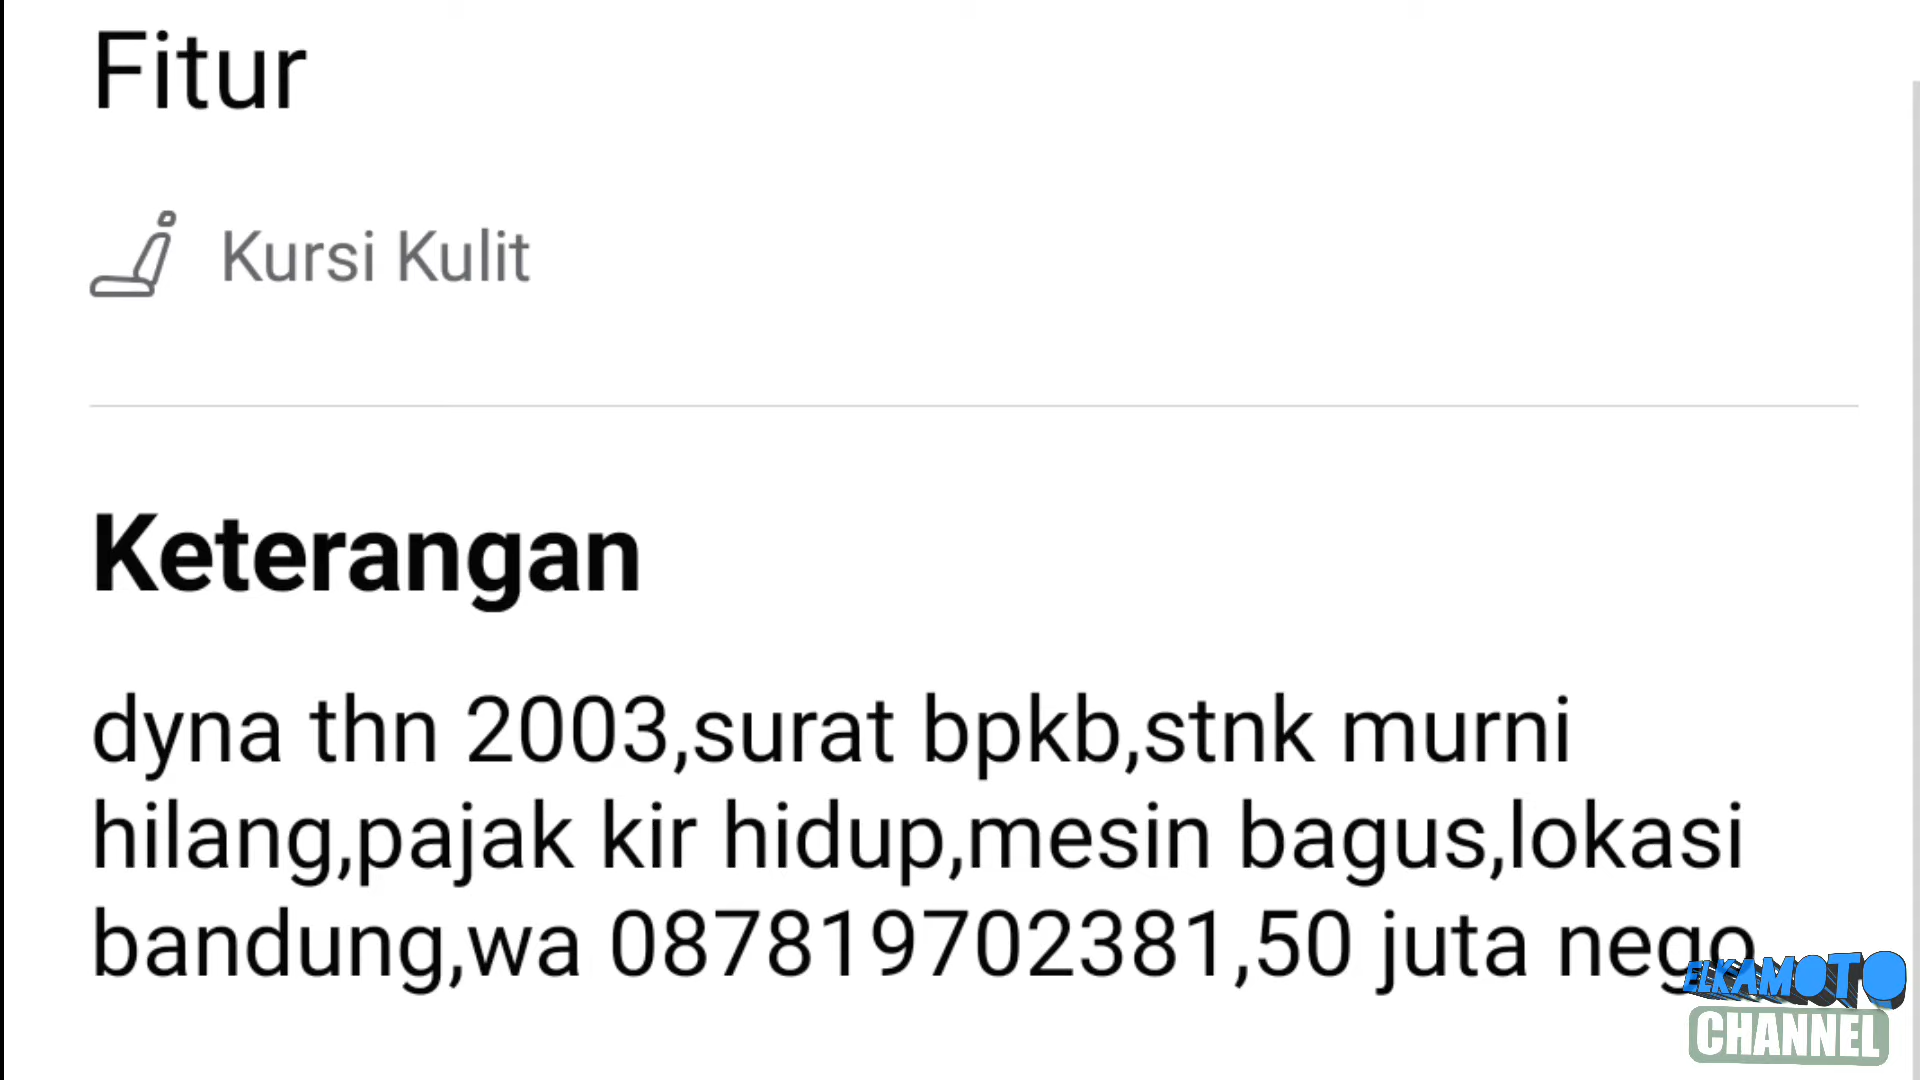 Fitur
Kursi Kulit
Keterangan
dyna thn 2003,surat bpkb,stnk murni
hilang,pajak kir hidup,mesin bagus,lokasi
bandung,wa 087819702381,50 juta nego
ELKAMOTO
CHANNEL